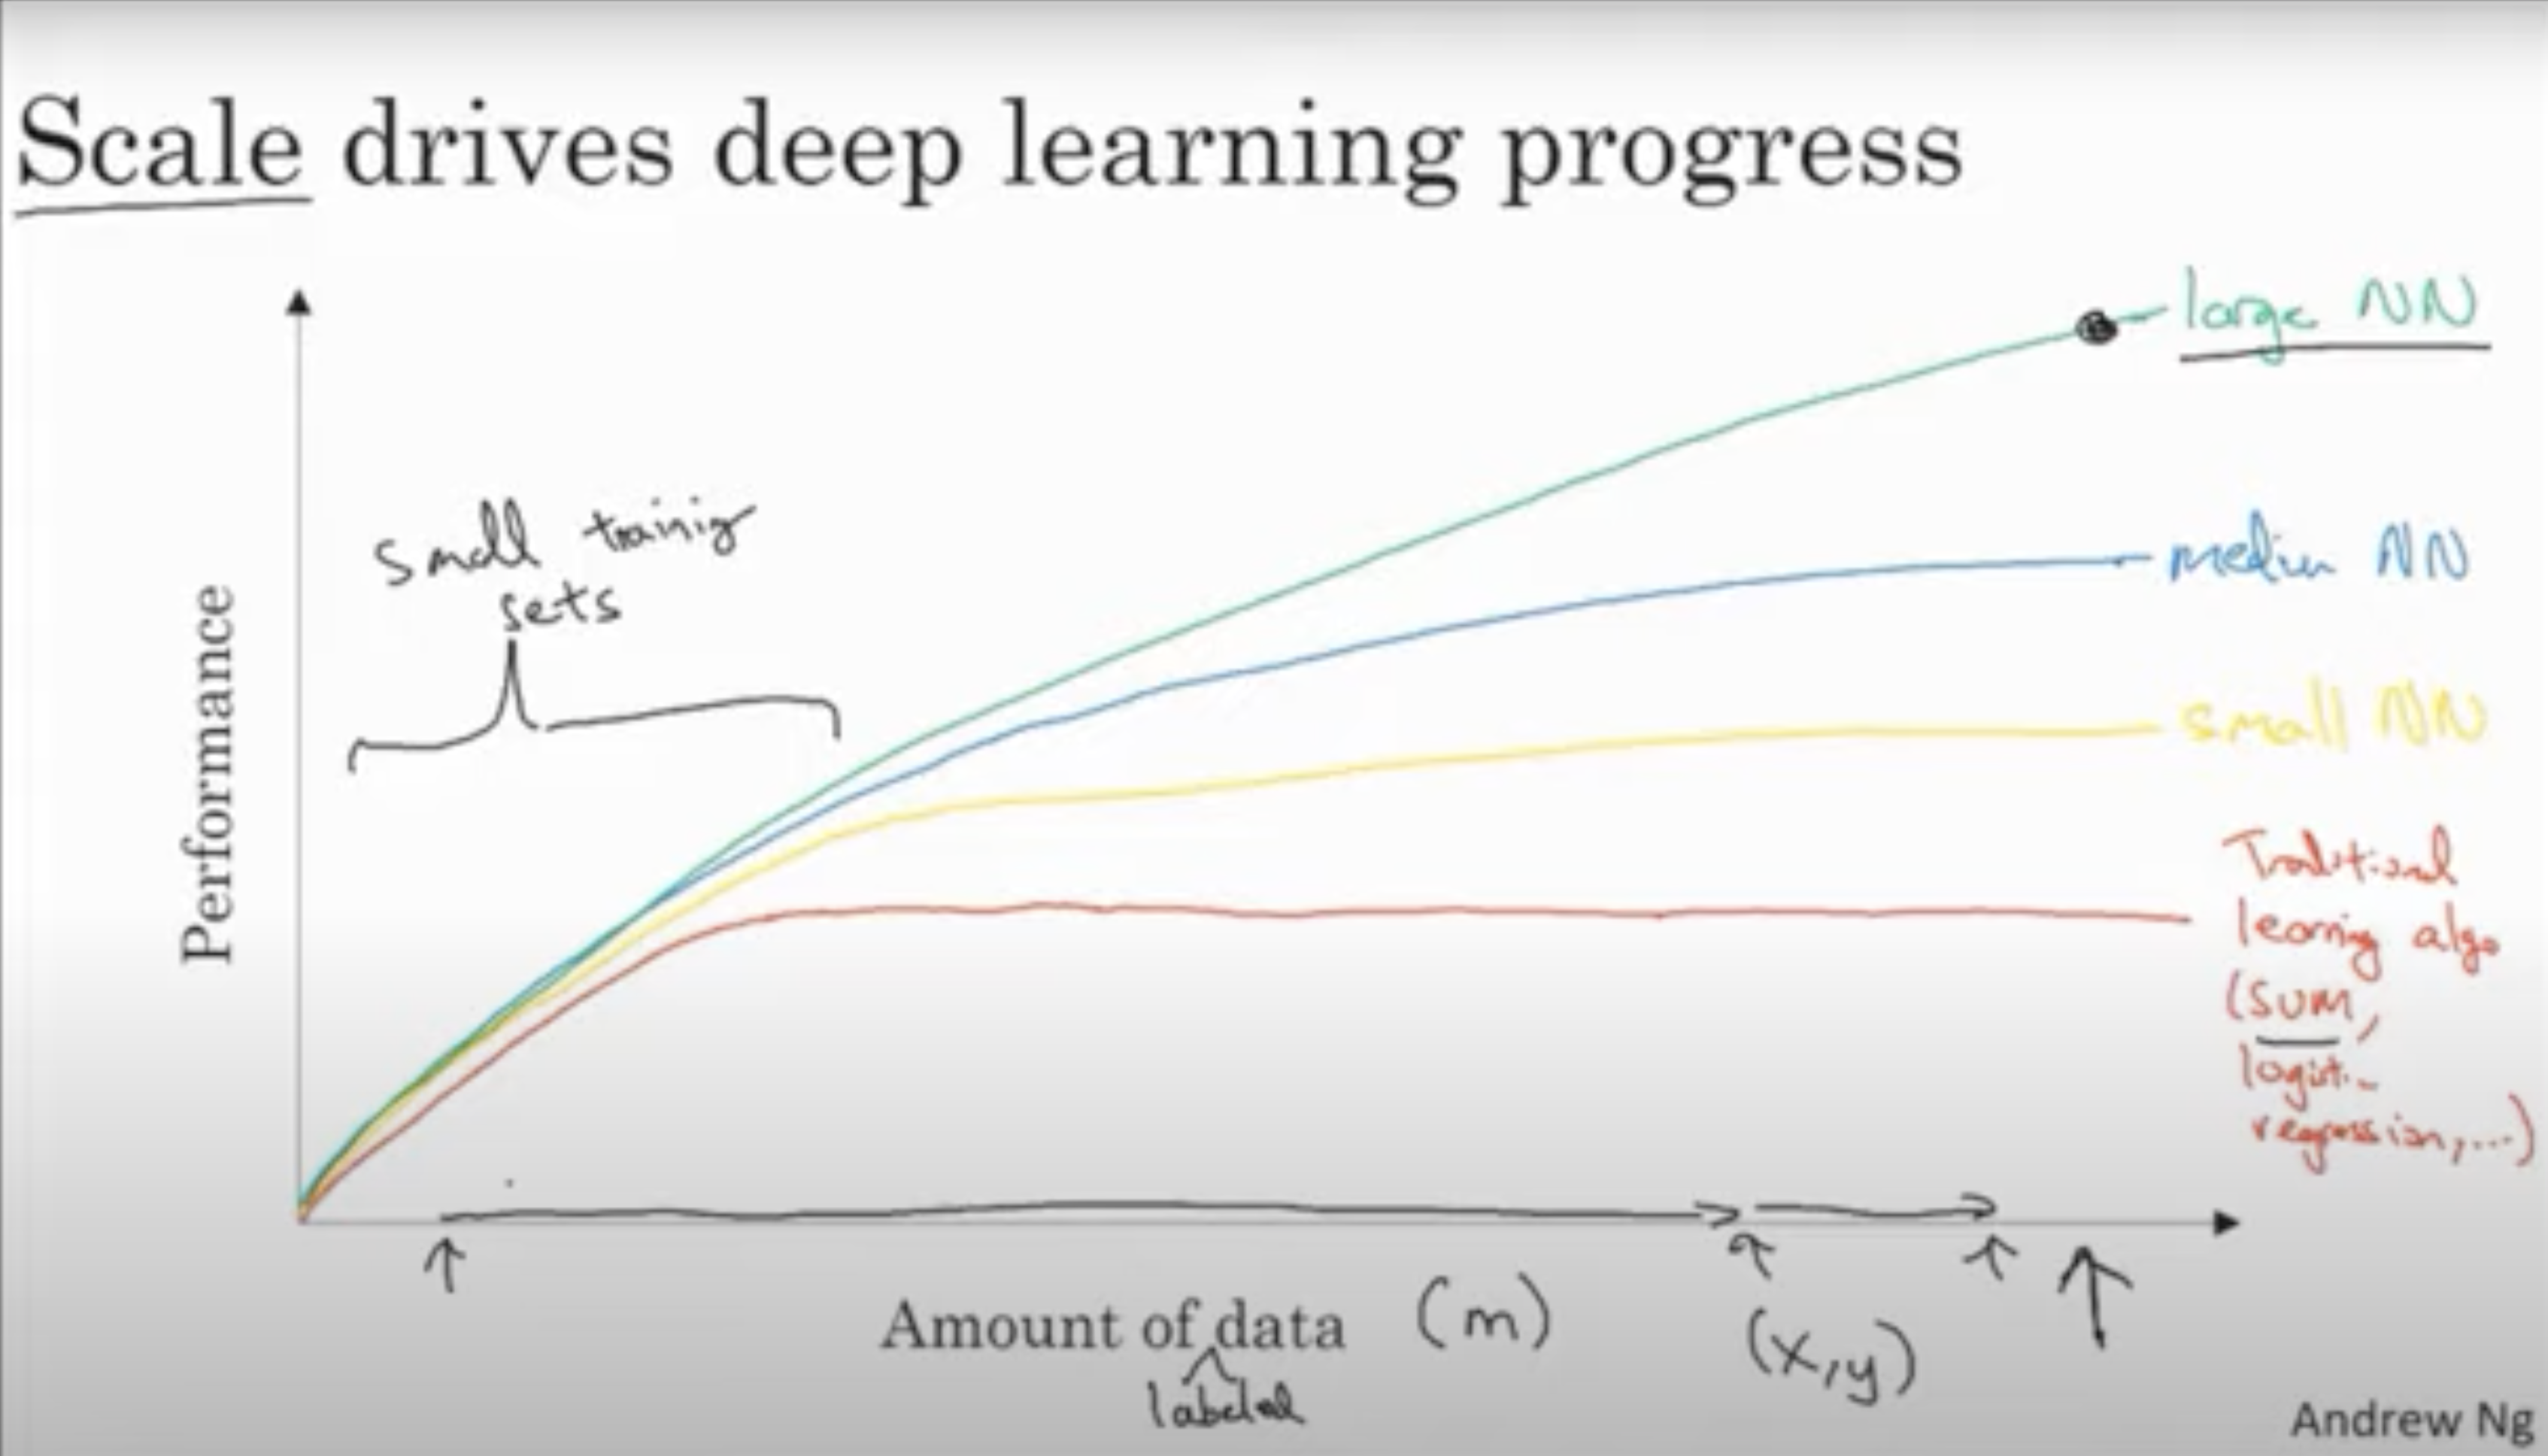 Scale drives deep learning progress
large NN
small training
sets
medium NN
Performance
small NN
Traditional
learning algo
(SVM,
logistic
regression,...)
Amount of data (m)
labeled
(x,y)
Andrew Ng